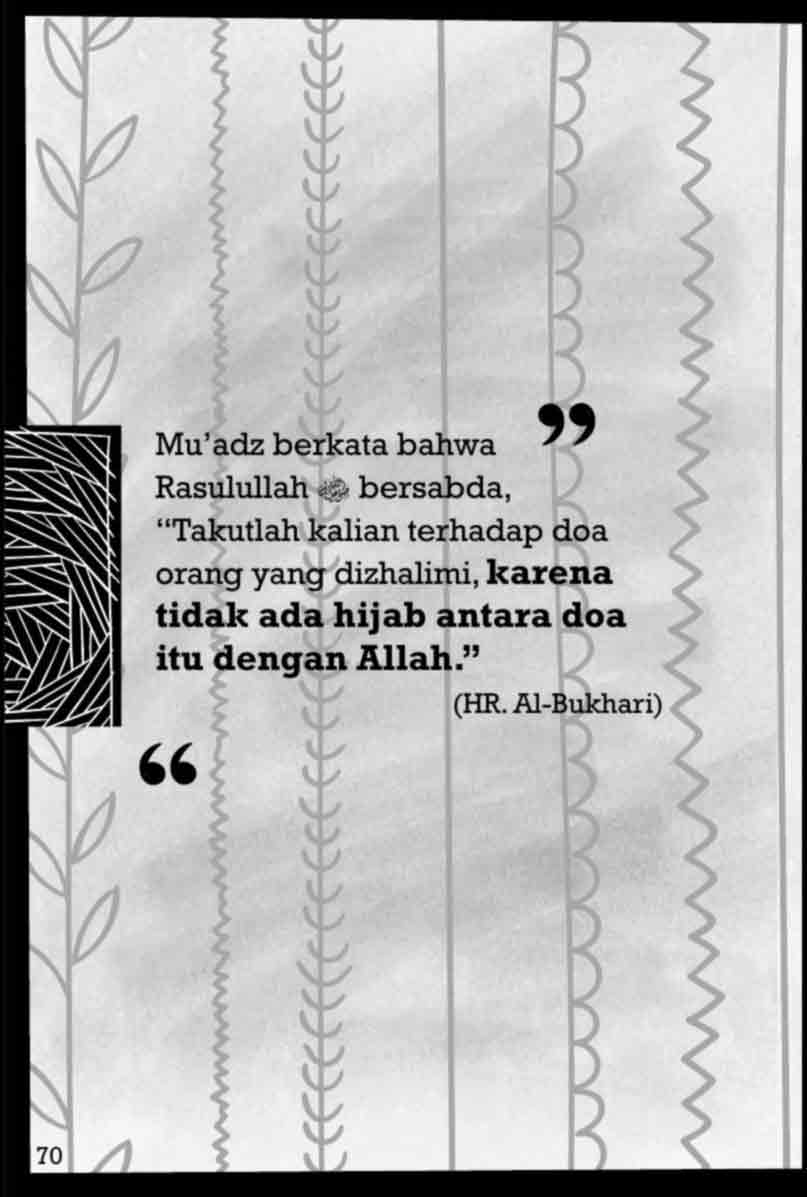 Mu’adz berkata bahwa
Rasulullah ﷺ bersabda,
“Takutlah kalian terhadap doa
orang yang dizhalimi, karena
tidak ada hijab antara doa
itu dengan Allah.”
(HR. Al-Bukhari)
70